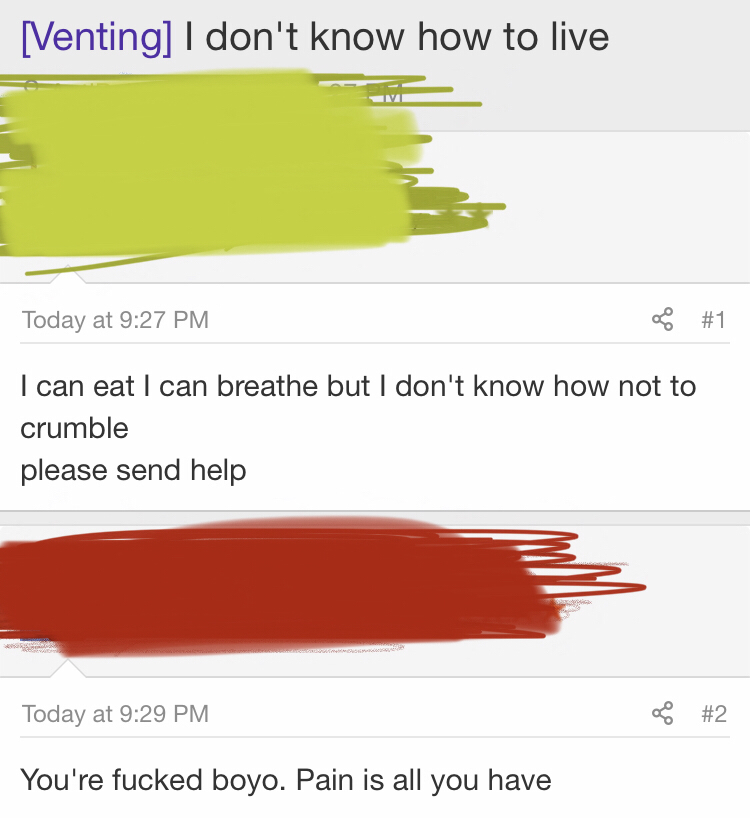 [Venting] I don't know how to live
PM
Today at 9:27 PM
#1
I can eat I can breathe but I don't know how not to
crumble
please send help
Today at 9:29 PM
#2
You're fucked boyo. Pain is all you have